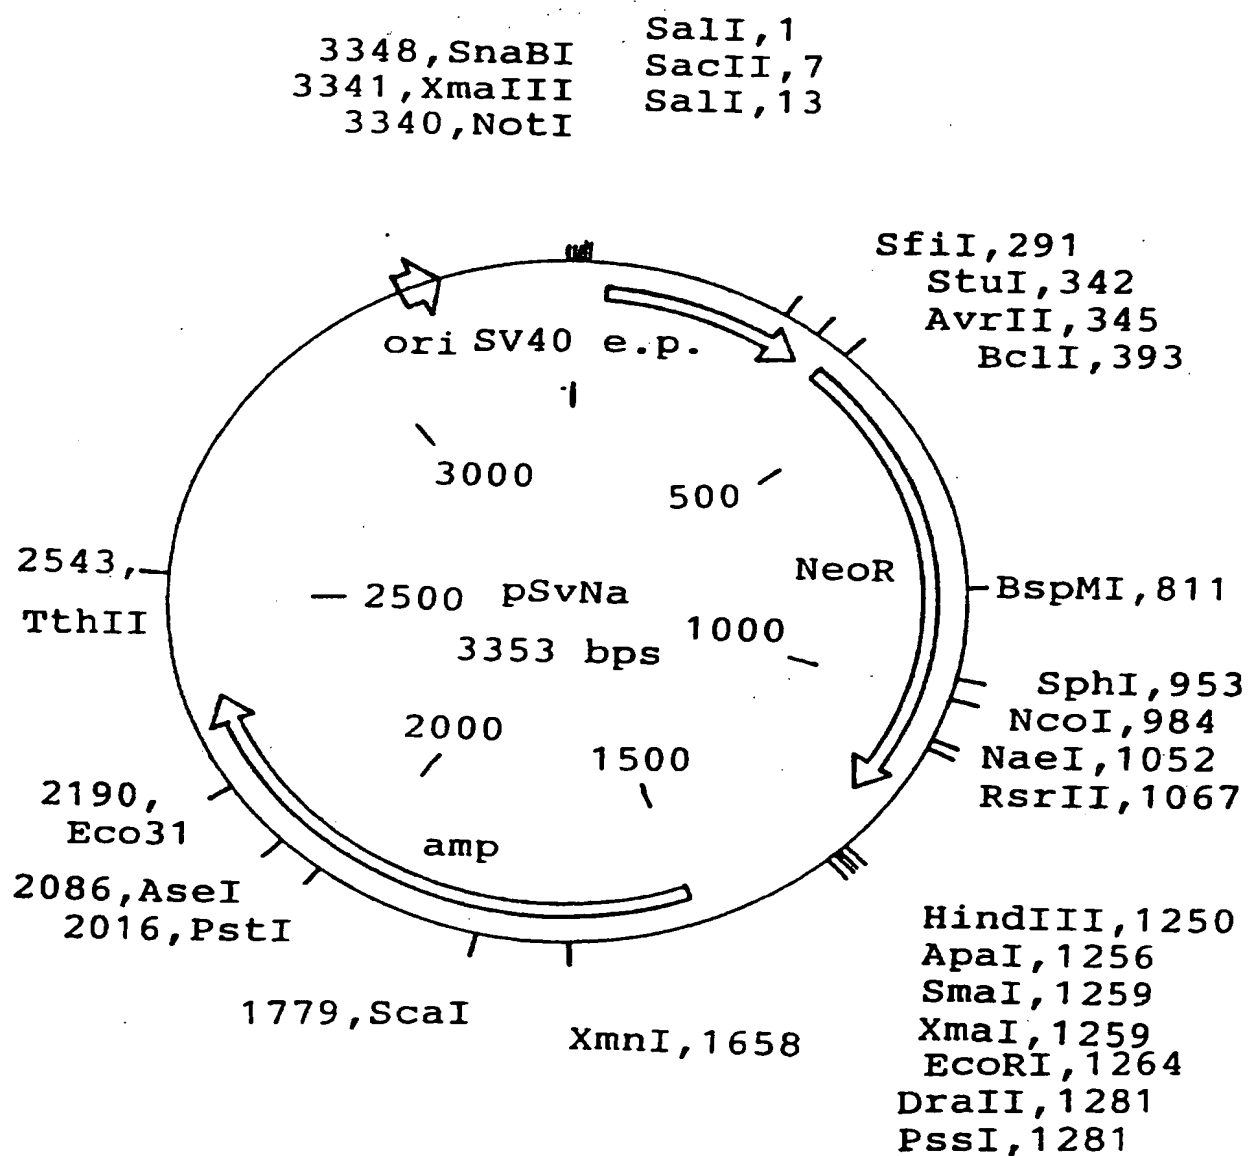 3348,SnaBI
3341,XmaIII
3340,NotI
SalI,1
SacII,7
SalI,13
SfiI,291
StuI,342
AvrII,345
BclI,393
ori SV40 e.p.
3000
500
2543,
TthII
2500
pSvNa
3353 bps
NeoR
1000
BspMI,811
SphI,953
NcoI,984
NaeI,1052
RsrII,1067
2000
1500
2190,
Eco31
amp
2086,AseI
2016,PstI
1779,ScaI
XmnI,1658
HindIII,1250
ApaI,1256
SmaI,1259
XmaI,1259
EcoRI,1264
DraII,1281
PssI,1281